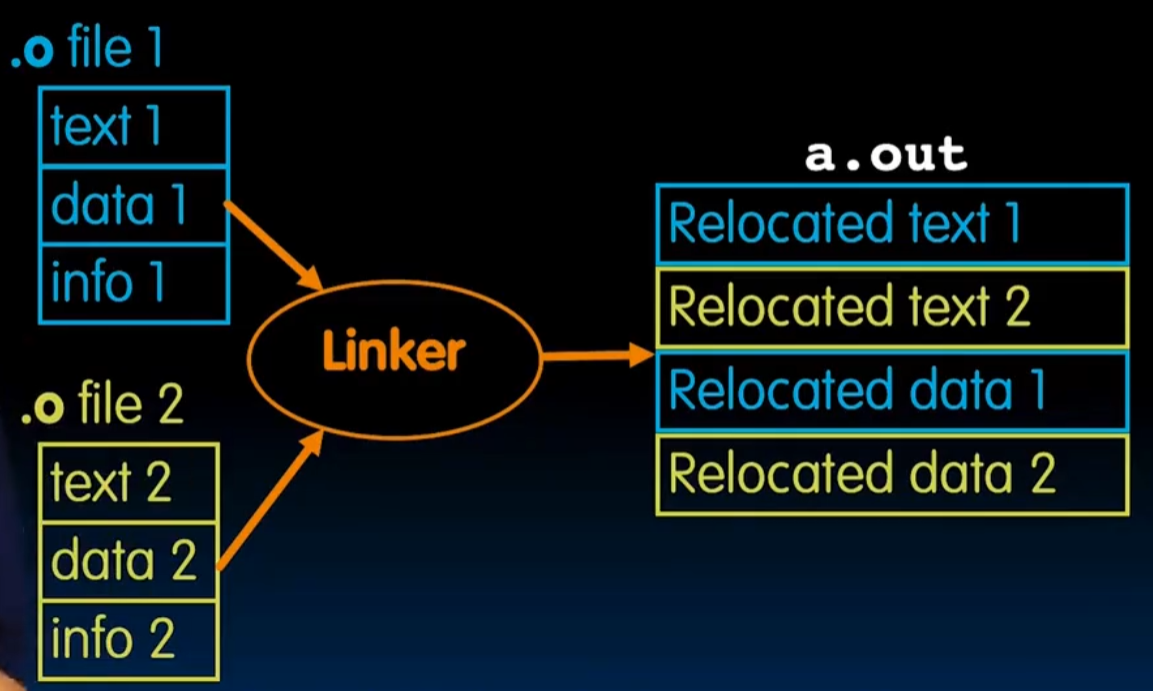 .o file 1
text 1
data 1
info 1
.o file 2
text 2
data 2
info 2
Linker
a.out
Relocated text 1
Relocated text 2
Relocated data 1
Relocated data 2